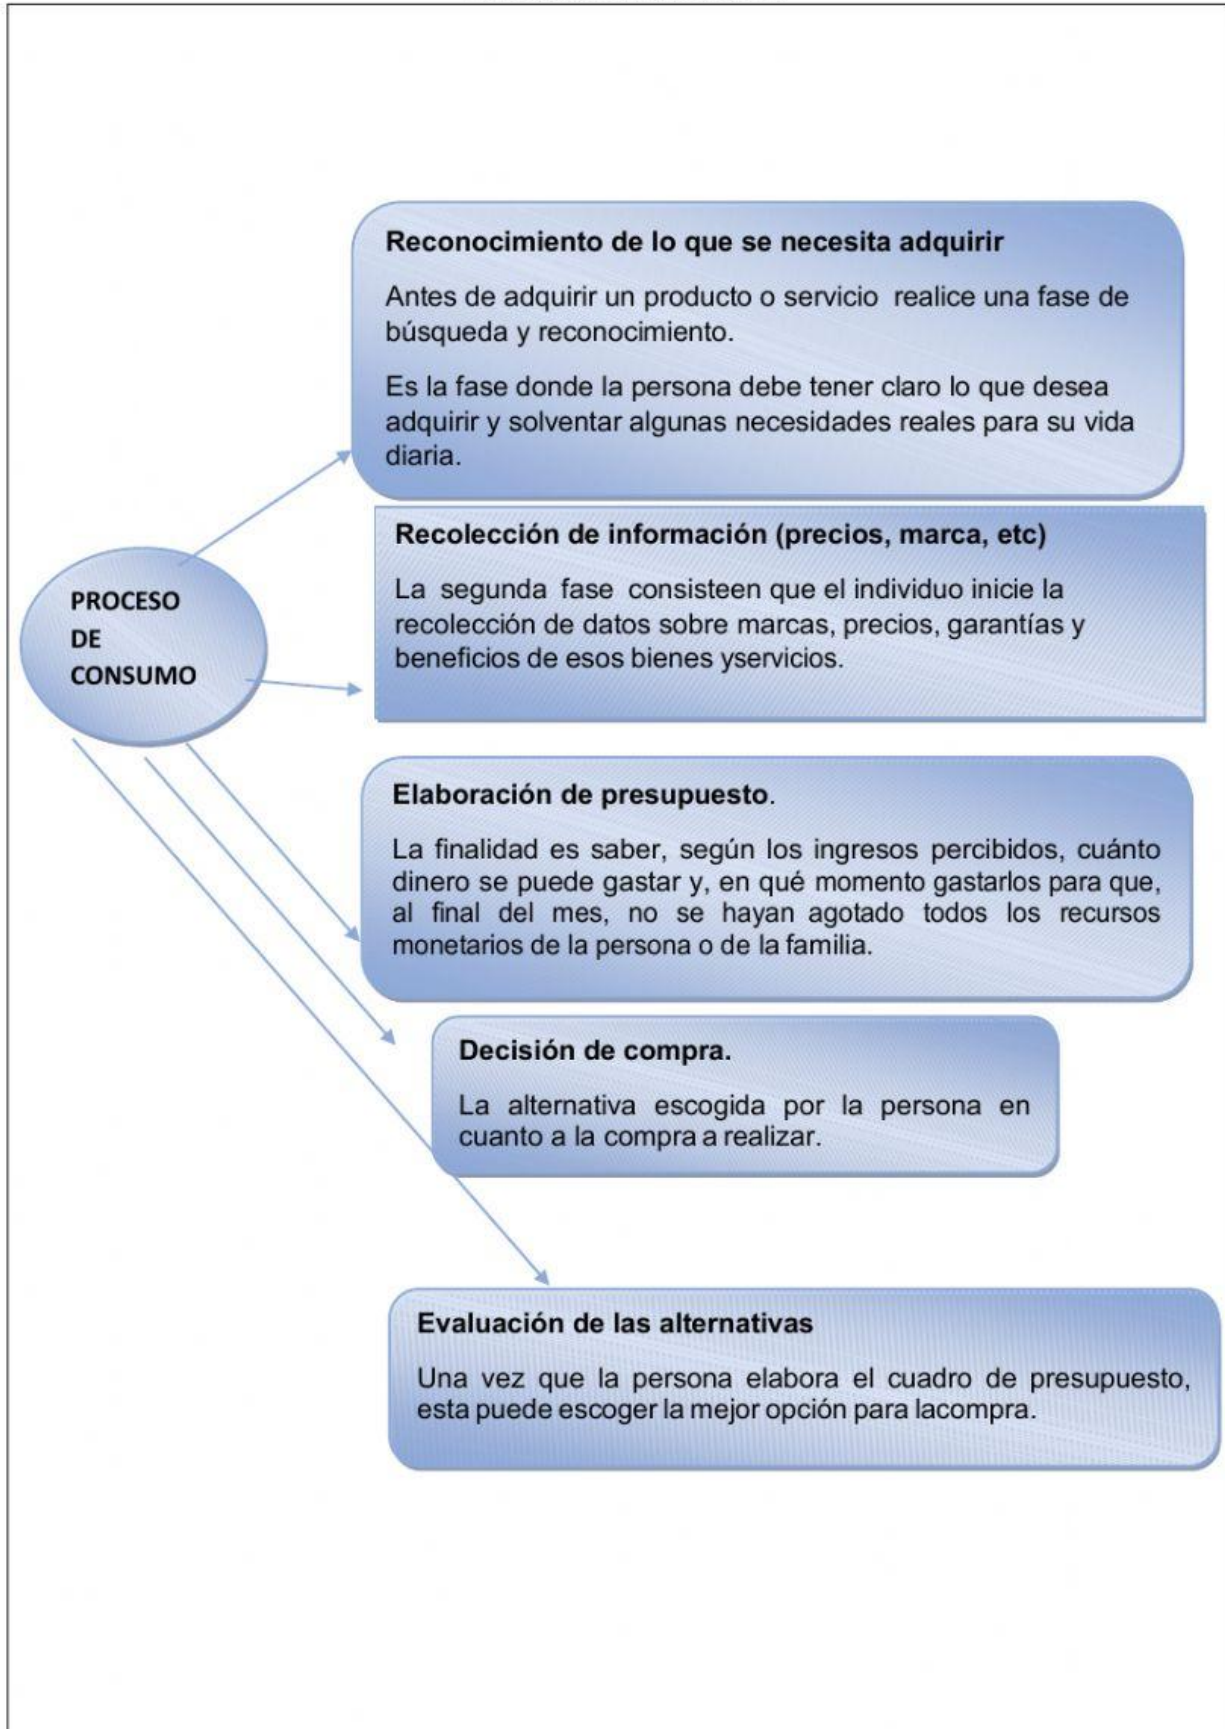 Reconocimiento de lo que se necesita adquirir
Antes de adquirir un producto o servicio realice una fase de
búsqueda y reconocimiento.
Es la fase donde la persona debe tener claro lo que desea
adquirir y solventar algunas necesidades reales para su vida
diaria.
Recolección de información (precios, marca, etc)
La segunda fase consisteen que el individuo inicie la
recolección de datos sobre marcas, precios, garantías y
beneficios de esos bienes yservicios.
PROCESO
DE
CONSUMO
Elaboración de presupuesto.
La finalidad es saber, según los ingresos percibidos, cuánto
dinero se puede gastar y, en qué momento gastarlos para que,
al final del mes, no se hayan agotado todos los recursos
monetarios de la persona o de la familia.
Decisión de compra.
La alternativa escogida por la persona en
cuanto a la compra a realizar.
Evaluación de las alternativas
Una vez que la persona elabora el cuadro de presupuesto,
esta puede escoger la mejor opción para lacompra.